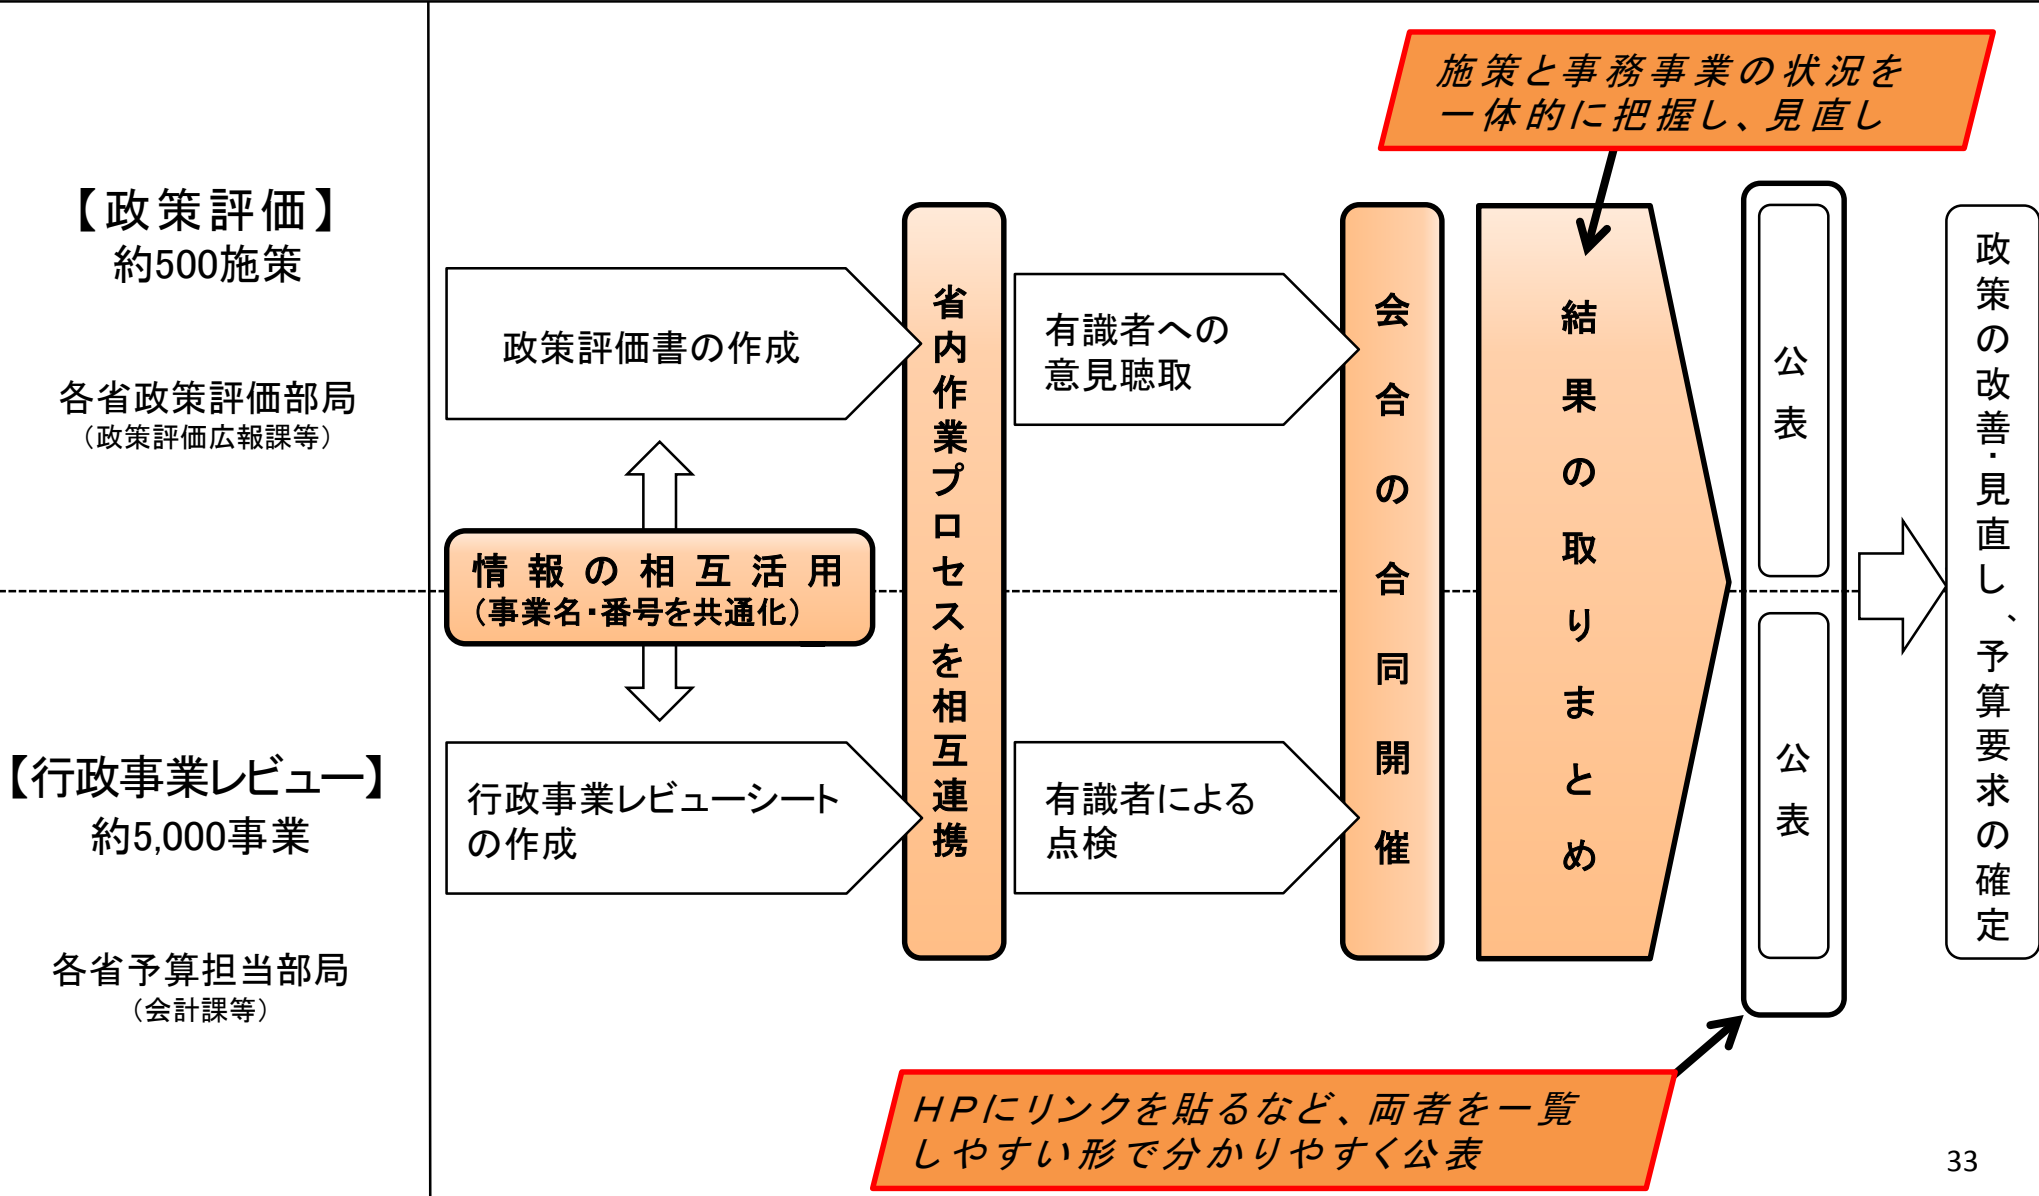 施策と事務事業の状況を
一体的に把握し、見直し
【政策評価】
約500施策
各省政策評価部局
（政策評価広報課等）
政策評価書の作成
情報の相互活用
（事業名・番号を共通化）
【行政事業レビュー】
約5,000事業
各省予算担当部局
（会計課等）
行政事業レビューシート
の作成
省内作業プロセスを相互連携
有識者への
意見聴取
有識者による
点検
会合の合同開催
結果の取りまとめ
公表
公表
政策の改善・見直し、予算要求の確定
HPにリンクを貼るなど、両者を一覧
しやすい形で分かりやすく公表
33